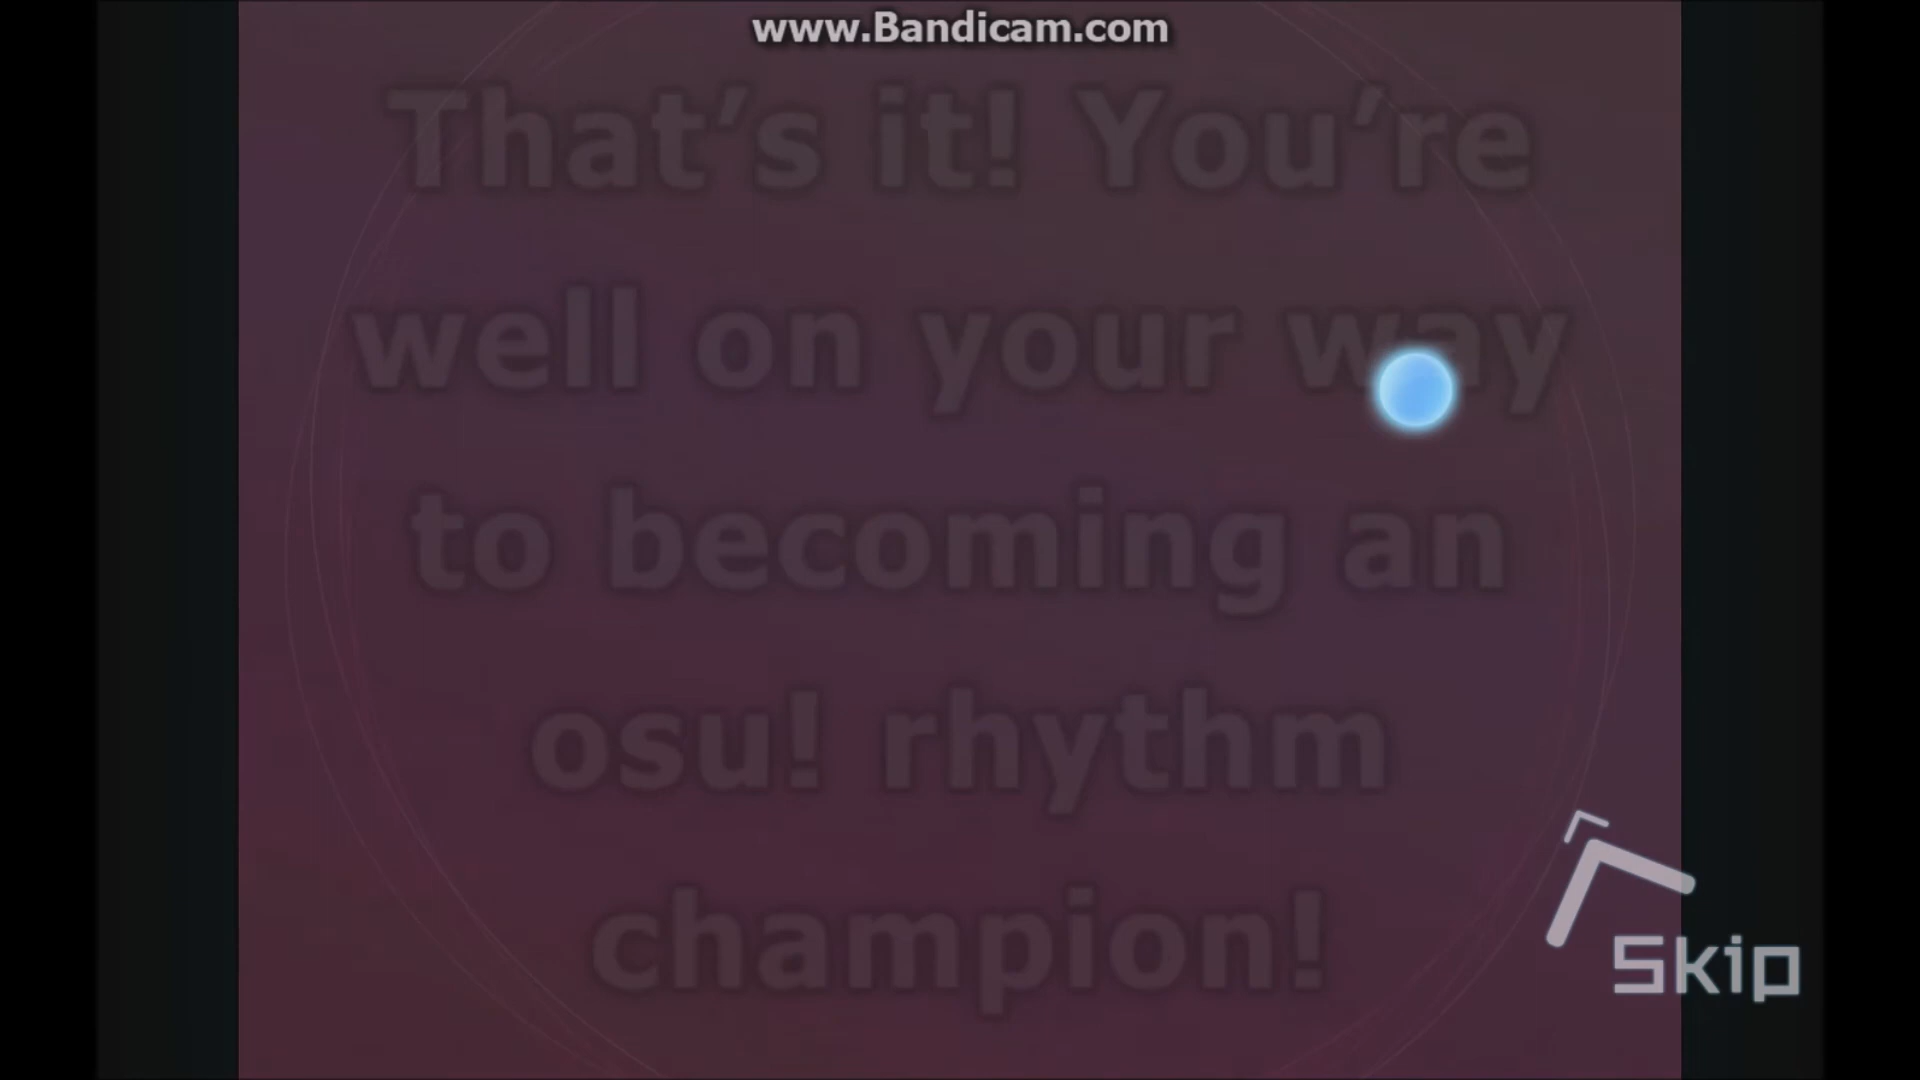 www.Bandicam.com
That’s it! You’re
well on your way
to becoming an
osu! rhythm
champion!
Skip